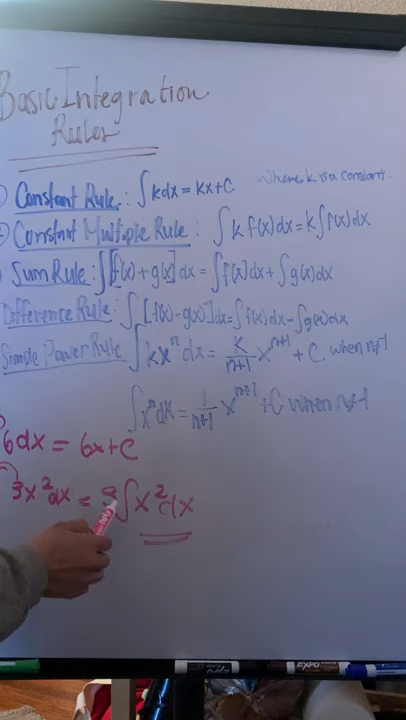 Basic Integration
Rules
Constant Rule: ∫kdx = kx+C where k is a constant.
Constant Multiple Rule: ∫k f(x)dx = k∫f(x)dx
Sum Rule: ∫[f(x) + g(x)]dx = ∫f(x)dx + ∫g(x)dx
Difference Rule: ∫[f(x) - g(x)]dx = ∫f(x)dx - ∫g(x)dx
Simple Power Rule ∫kxⁿdx = k/n+1 xⁿ⁺¹ + C when n≠1
∫xⁿdx = 1/n+1 xⁿ⁺¹ + C when n≠1
6dx = 6x+C
3x²dx = ∫x²dx
EXPO